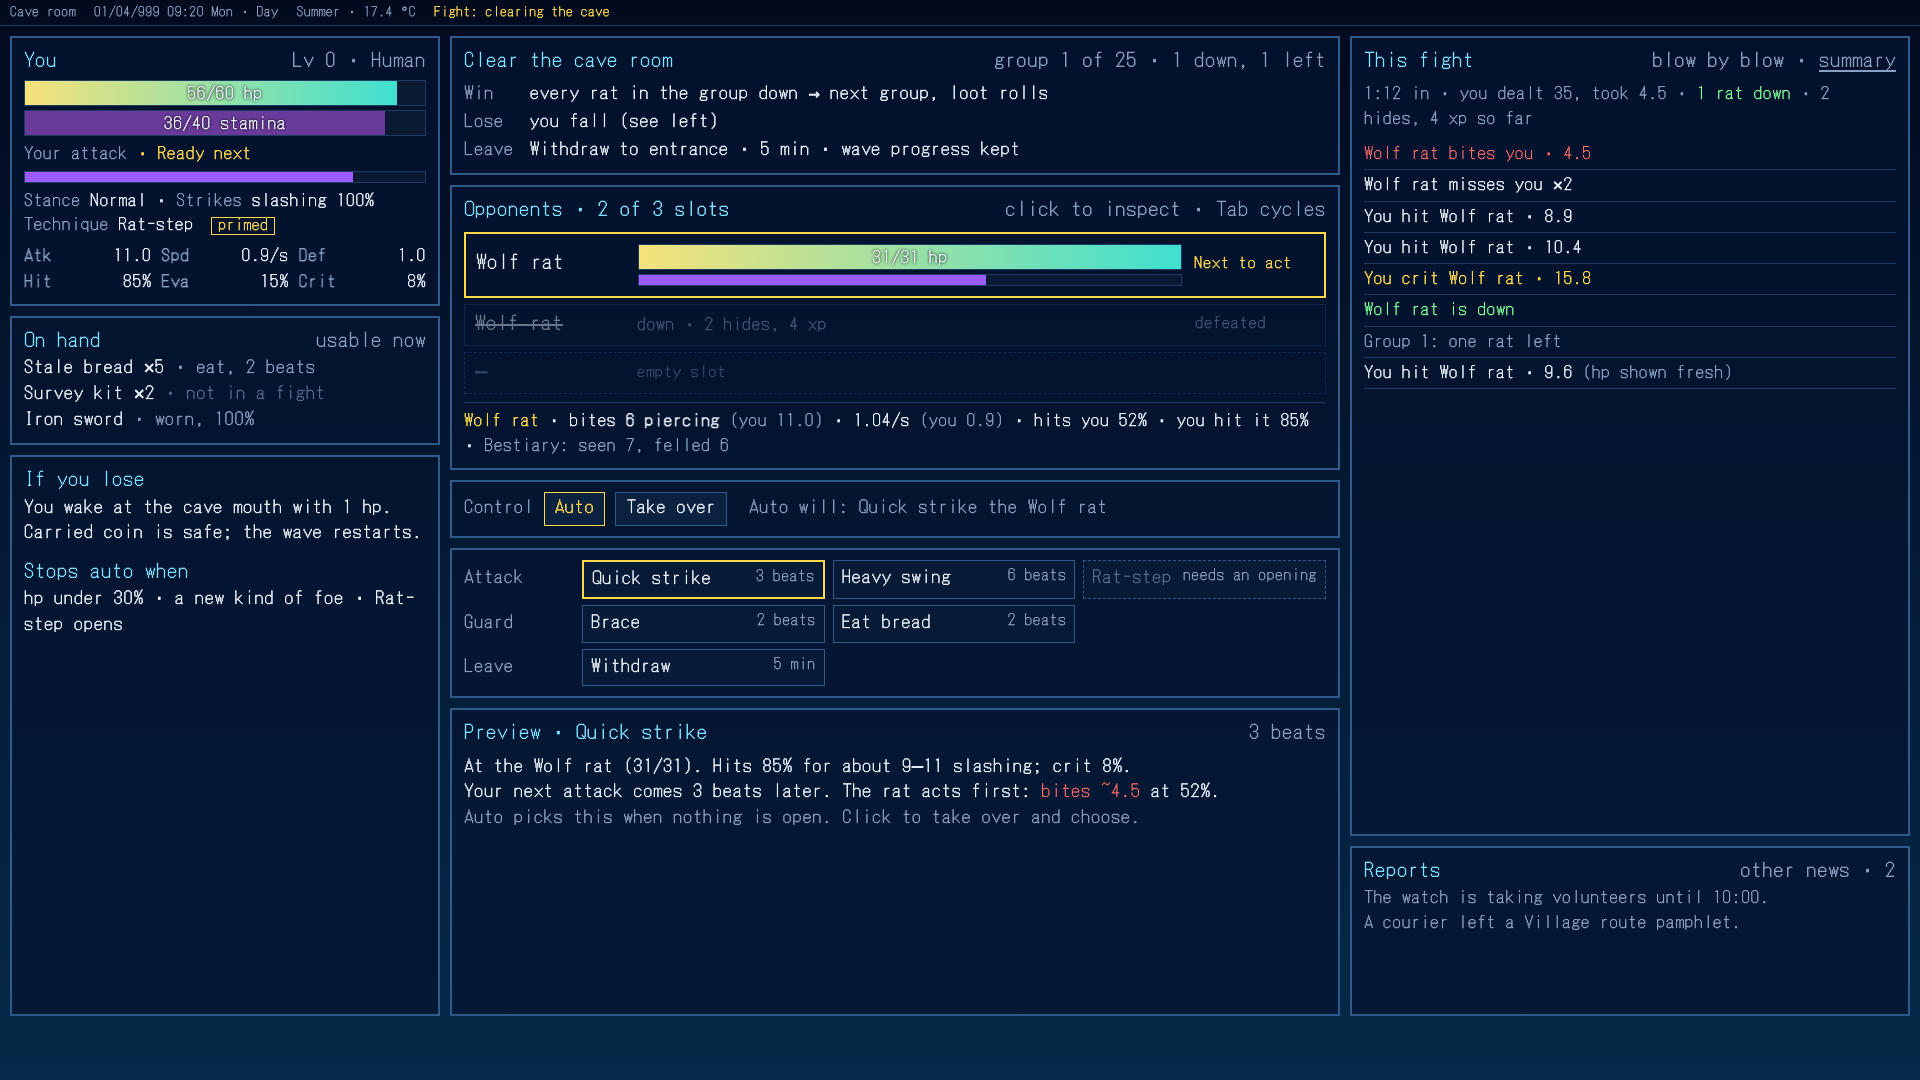 Cave room 01/04/999 09:20 Mon · Day Summer · 17.4 °C Fight: clearing the cave
You Lv 0 · Human
56/60 hp
36/40 stamina
Your attack · Ready next
Stance Normal · Strikes slashing 100%
Technique Rat-step primed
Atk 11.0 Spd 0.9/s Def 1.0
Hit 85% Eva 15% Crit 8%
On hand usable now
Stale bread ×5 · eat, 2 beats
Survey kit ×2 · not in a fight
Iron sword · worn, 100%
If you lose
You wake at the cave mouth with 1 hp.
Carried coin is safe; the wave restarts.
Stops auto when
hp under 30% · a new kind of foe · Rat-
step opens
Clear the cave room group 1 of 25 · 1 down, 1 left
Win every rat in the group down → next group, loot rolls
Lose you fall (see left)
Leave Withdraw to entrance · 5 min · wave progress kept
Opponents · 2 of 3 slots click to inspect · Tab cycles
Wolf rat 31/31 hp Next to act
Wolf rat down · 2 hides, 4 xp defeated
— empty slot
Wolf rat · bites 6 piercing (you 11.0) · 1.04/s (you 0.9) · hits you 52% · you hit it 85%
· Bestiary: seen 7, felled 6
Control Auto Take over Auto will: Quick strike the Wolf rat
Attack Quick strike 3 beats Heavy swing 6 beats Rat-step needs an opening
Guard Brace 2 beats Eat bread 2 beats
Leave Withdraw 5 min
Preview · Quick strike 3 beats
At the Wolf rat (31/31). Hits 85% for about 9–11 slashing; crit 8%.
Your next attack comes 3 beats later. The rat acts first: bites ~4.5 at 52%.
Auto picks this when nothing is open. Click to take over and choose.
This fight blow by blow · summary
1:12 in · you dealt 35, took 4.5 · 1 rat down · 2
hides, 4 xp so far
Wolf rat bites you · 4.5
Wolf rat misses you ×2
You hit Wolf rat · 8.9
You hit Wolf rat · 10.4
You crit Wolf rat · 15.8
Wolf rat is down
Group 1: one rat left
You hit Wolf rat · 9.6 (hp shown fresh)
Reports other news · 2
The watch is taking volunteers until 10:00.
A courier left a Village route pamphlet.